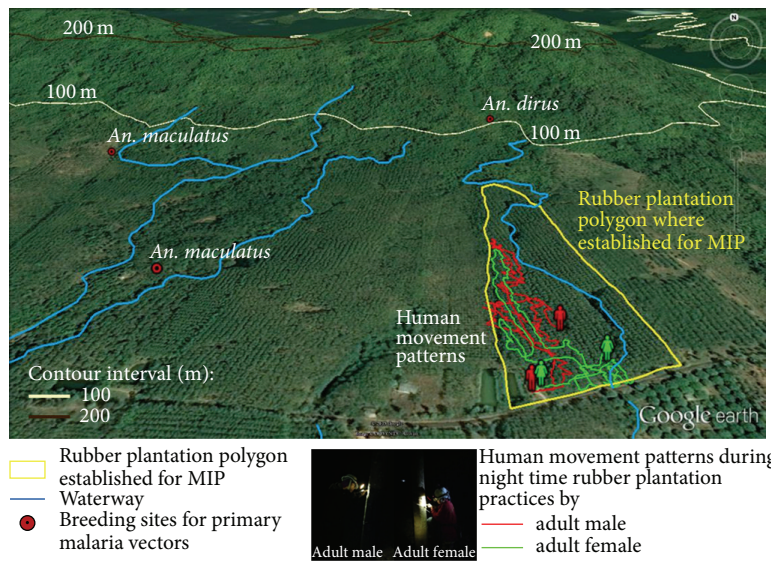 200 m
200 m
100 m
An. dirus
An. maculatus
100 m
Rubber plantation
polygon where
established for MIP
An. maculatus
Human
movement
patterns
Contour interval (m):
100
200
Google earth
Rubber plantation polygon
established for MIP
Waterway
Breeding sites for primary
malaria vectors
Adult male
Adult female
Human movement patterns during
night time rubber plantation
practices by
adult male
adult female